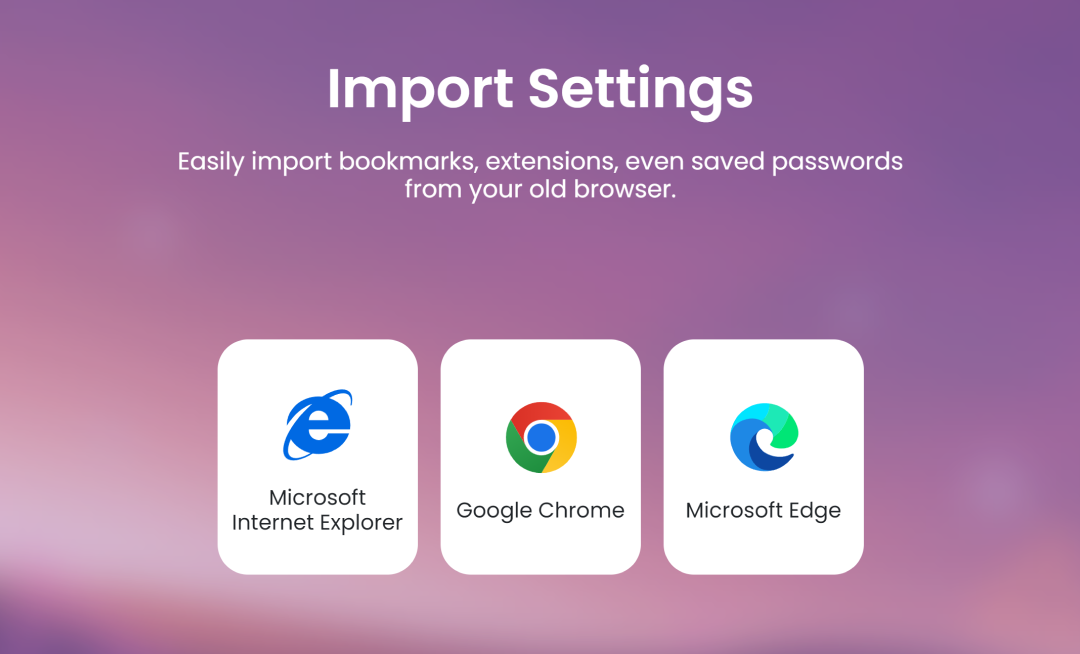 Import Settings
Easily import bookmarks, extensions, even saved passwords
from your old browser.
Microsoft
Internet Explorer
Google Chrome
Microsoft Edge